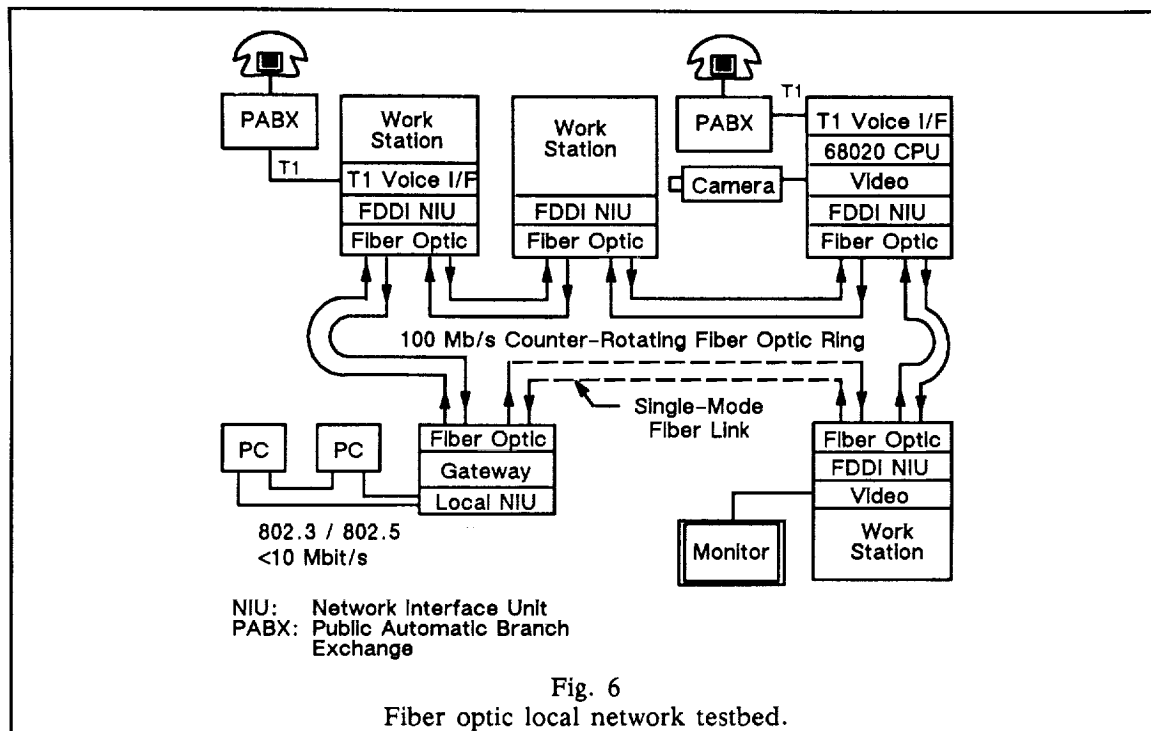 PABX
T1
Work
Station
T1 Voice I/F
FDDI NIU
Fiber Optic
Work
Station
FDDI NIU
Fiber Optic
PABX
T1
Camera
T1 Voice I/F
68020 CPU
Video
FDDI NIU
Fiber Optic
100 Mb/s Counter-Rotating Fiber Optic Ring
Single-Mode
Fiber Link
PC
PC
Fiber Optic
Gateway
Local NIU
802.3 / 802.5
<10 Mbit/s
Monitor
Fiber Optic
FDDI NIU
Video
Work
Station
NIU: Network Interface Unit
PABX: Public Automatic Branch
Exchange
Fig. 6
Fiber optic local network testbed.